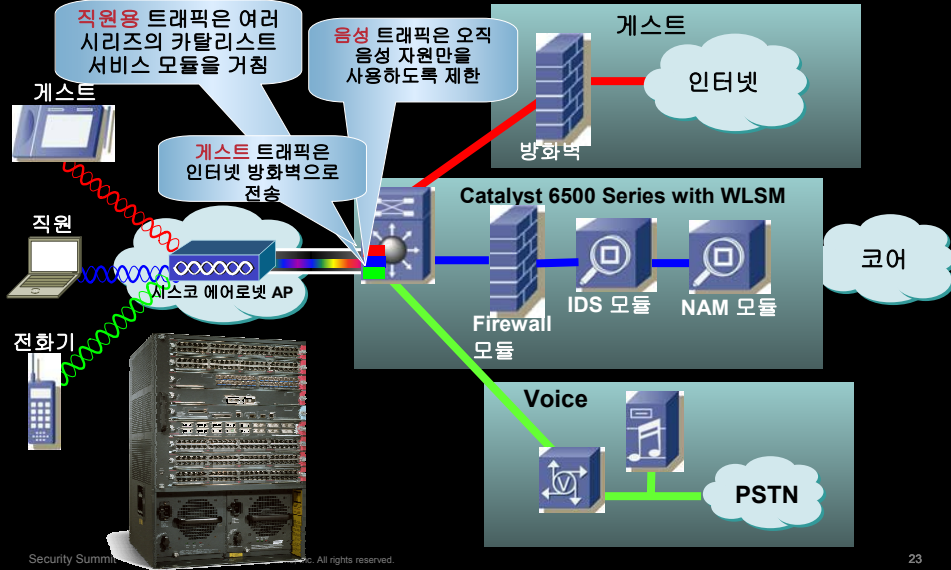 직원용 트래픽은 여러
시리즈의 카탈리스트
서비스 모듈을 거침
음성 트래픽은 오직
음성 자원만을
사용하도록 제한
게스트 트래픽은
인터넷 방화벽으로
전송
게스트
직원
전화기
시스코 에어로넷 AP
게스트
방화벽
인터넷
Catalyst 6500 Series with WLSM
Firewall
모듈
IDS 모듈
NAM 모듈
코어
Voice
PSTN
Security Summit
All rights reserved.
23